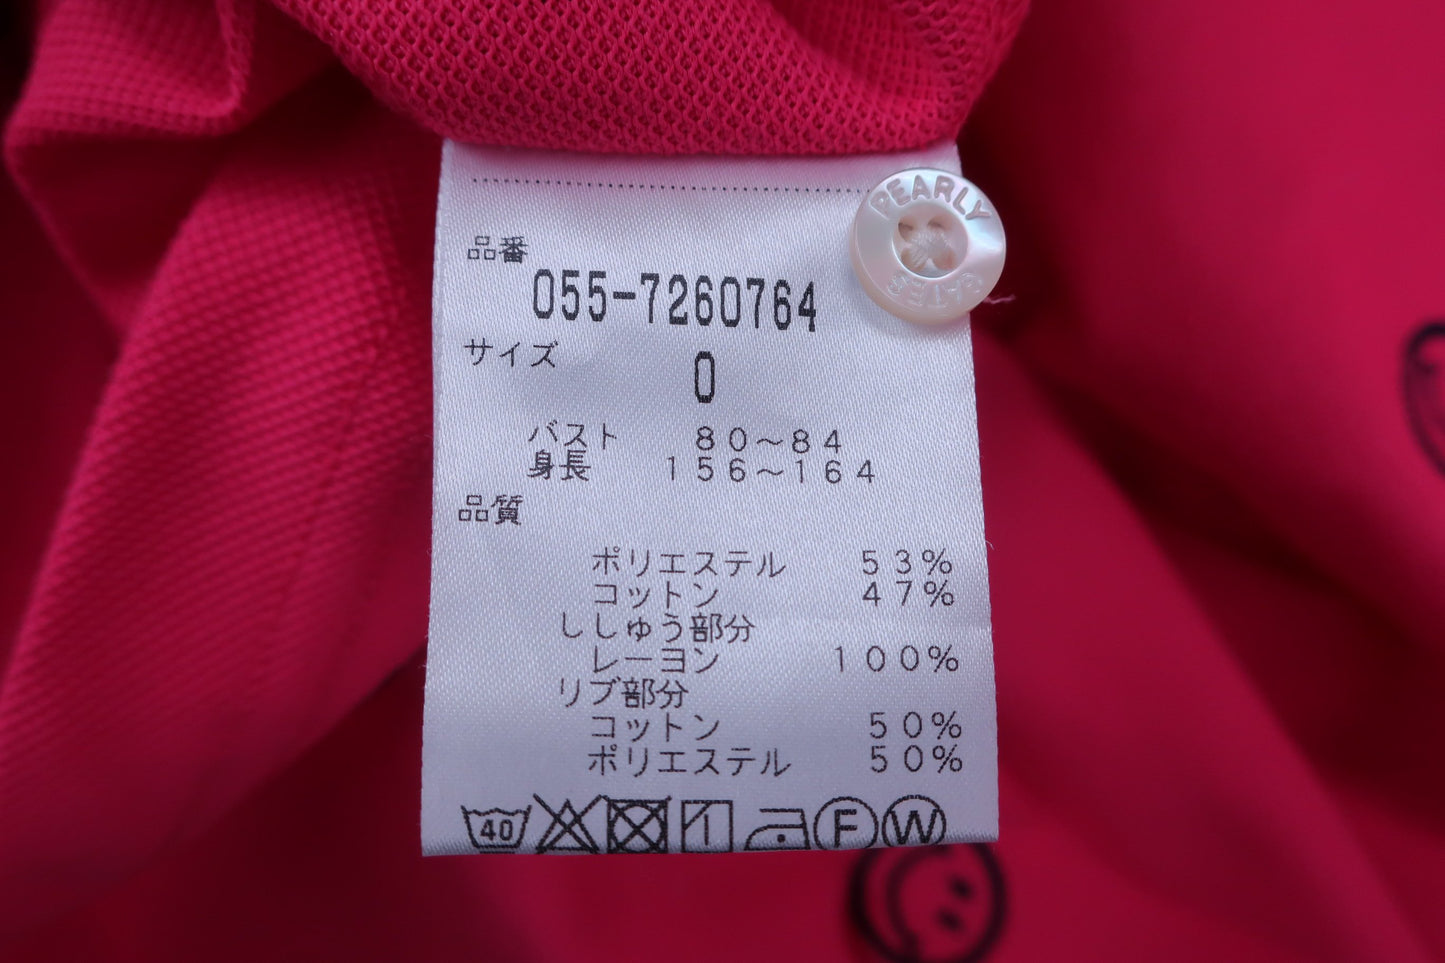 品番
055-7260764
サイズ 0
バスト 80～84
身長 156～164
品質
ポリエステル 53%
コットン 47%
ししゅう部分
レーヨン 100%
リブ部分
コットン 50%
ポリエステル 50%
40
F W
PEARLY
GATES